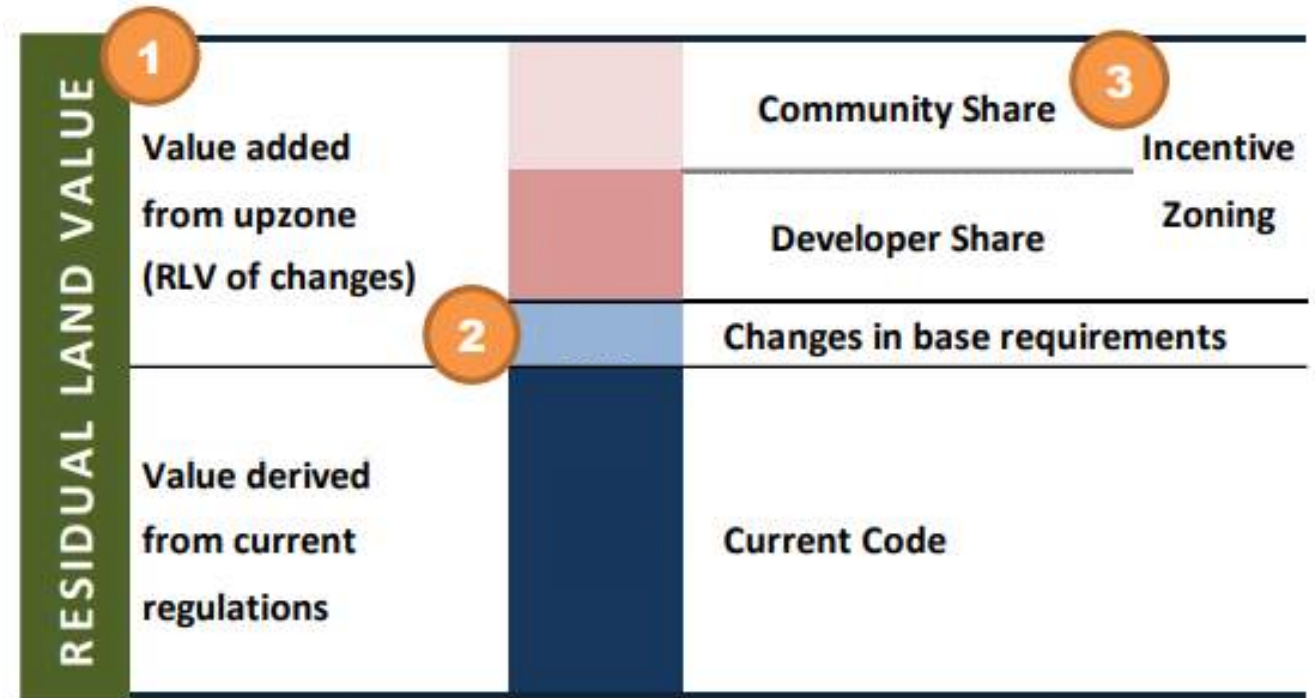 RESIDUAL LAND VALUE
1
Value added
from upzone
(RLV of changes)
Community Share
3
Incentive
Zoning
Developer Share
2
Changes in base requirements
Value derived
from current
regulations
Current Code